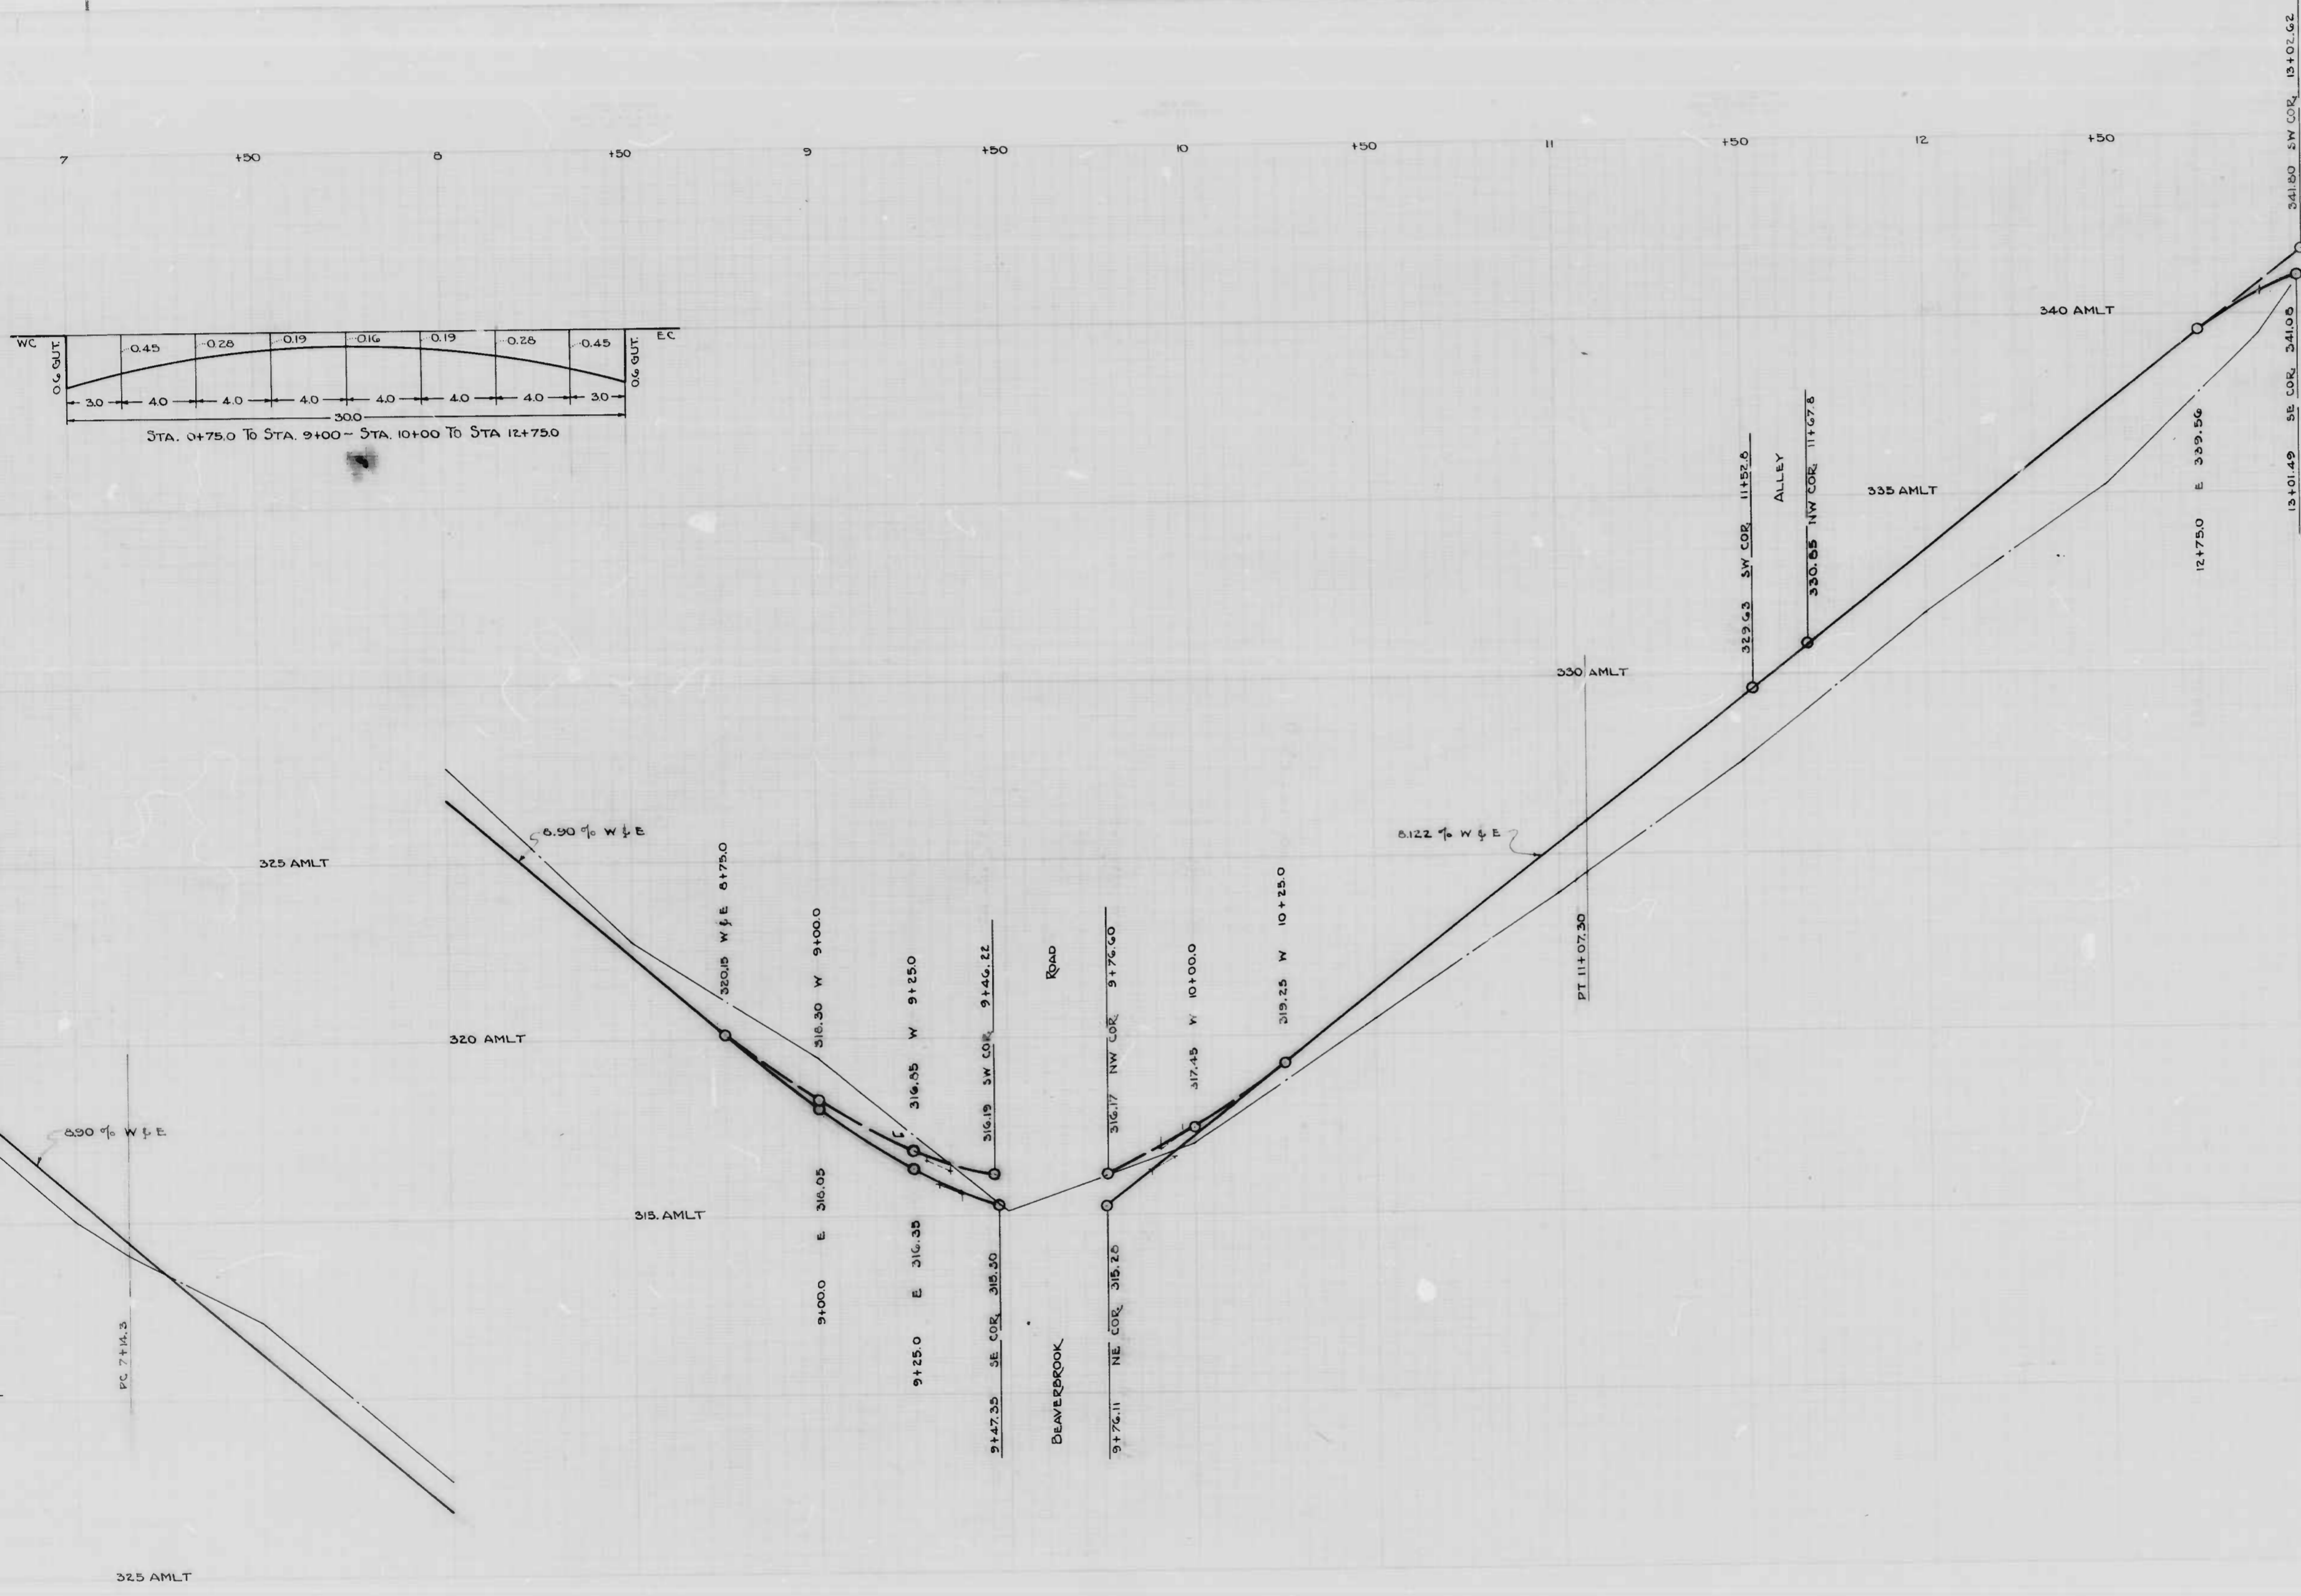 7 +50 8 +50 9 +50 10 +50 11 +50 12 +50
341.80 SW COR. 13+02.62
WC
EC
0.6 GUT.
0.45 0.28 0.19 0.16 0.19 0.28 0.45
0.6 GUT.
3.0 4.0 4.0 4.0 4.0 4.0 4.0 3.0
30.0
STA. 0+75.0 TO STA. 9+00 - STA. 10+00 TO STA 12+75.0
340 AMLT
13+01.49 SE COR. 341.08
12+75.0 E 339.56
335 AMLT
329.63 SW COR. 11+52.8
ALLEY
330.85 NW COR. 11+67.8
330 AMLT
8.90 % W & E
325 AMLT
8.122 % W & E
PT 11+07.30
320.15 W & E 8+75.0
318.30 W 9+00.0
316.85 W 9+25.0
316.19 SW COR. 9+46.22
ROAD
316.17 NW COR. 9+76.60
317.45 W 10+00.0
319.25 W 10+25.0
320 AMLT
8.90 % W & E
315. AMLT
9+00.0 E 318.05
9+25.0 E 316.35
9+47.35 SE COR. 315.30
BEAVERBROOK
9+76.11 NE COR. 315.28
PC 7+14.3
325 AMLT